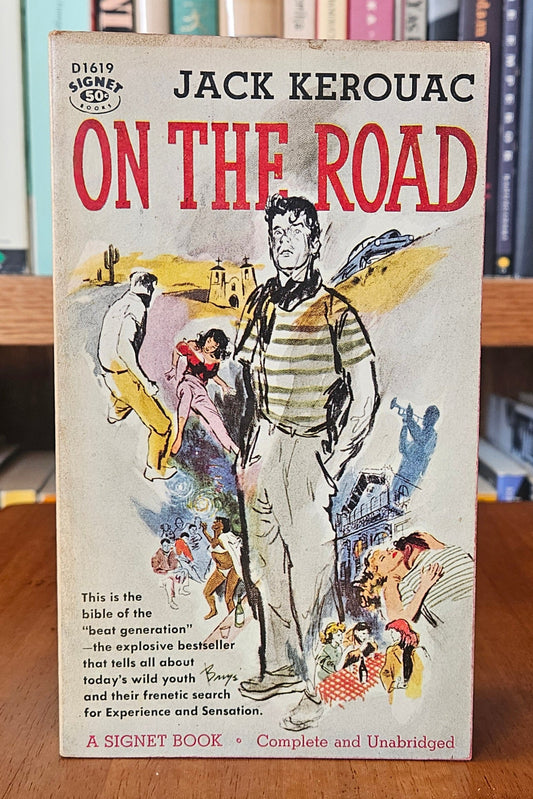 D1619
SIGNET
50¢
BOOKS
JACK KEROUAC
ON THE ROAD
This is the
bible of the
"beat generation"
—the explosive bestseller
that tells all about
today's wild youth
and their frenetic search
for Experience and Sensation.
A SIGNET BOOK • Complete and Unabridged